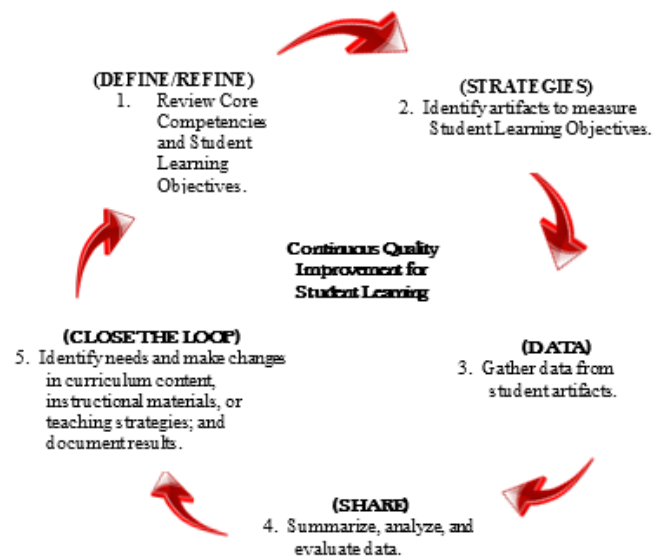 (DEFINE/REFINE)
1. Review Core
Competencies
and Student
Learning
Objectives.
(STRATEGIES)
2. Identify artifacts to measure
Student Learning Objectives.
Continuous Quality
Improvement for
Student Learning
(DATA)
3. Gather data from
student artifacts.
(SHARE)
4. Summarize, analyze, and
evaluate data.
(CLOSE THE LOOP)
5. Identify needs and make changes
in curriculum content,
instructional materials, or
teaching strategies; and
document results.